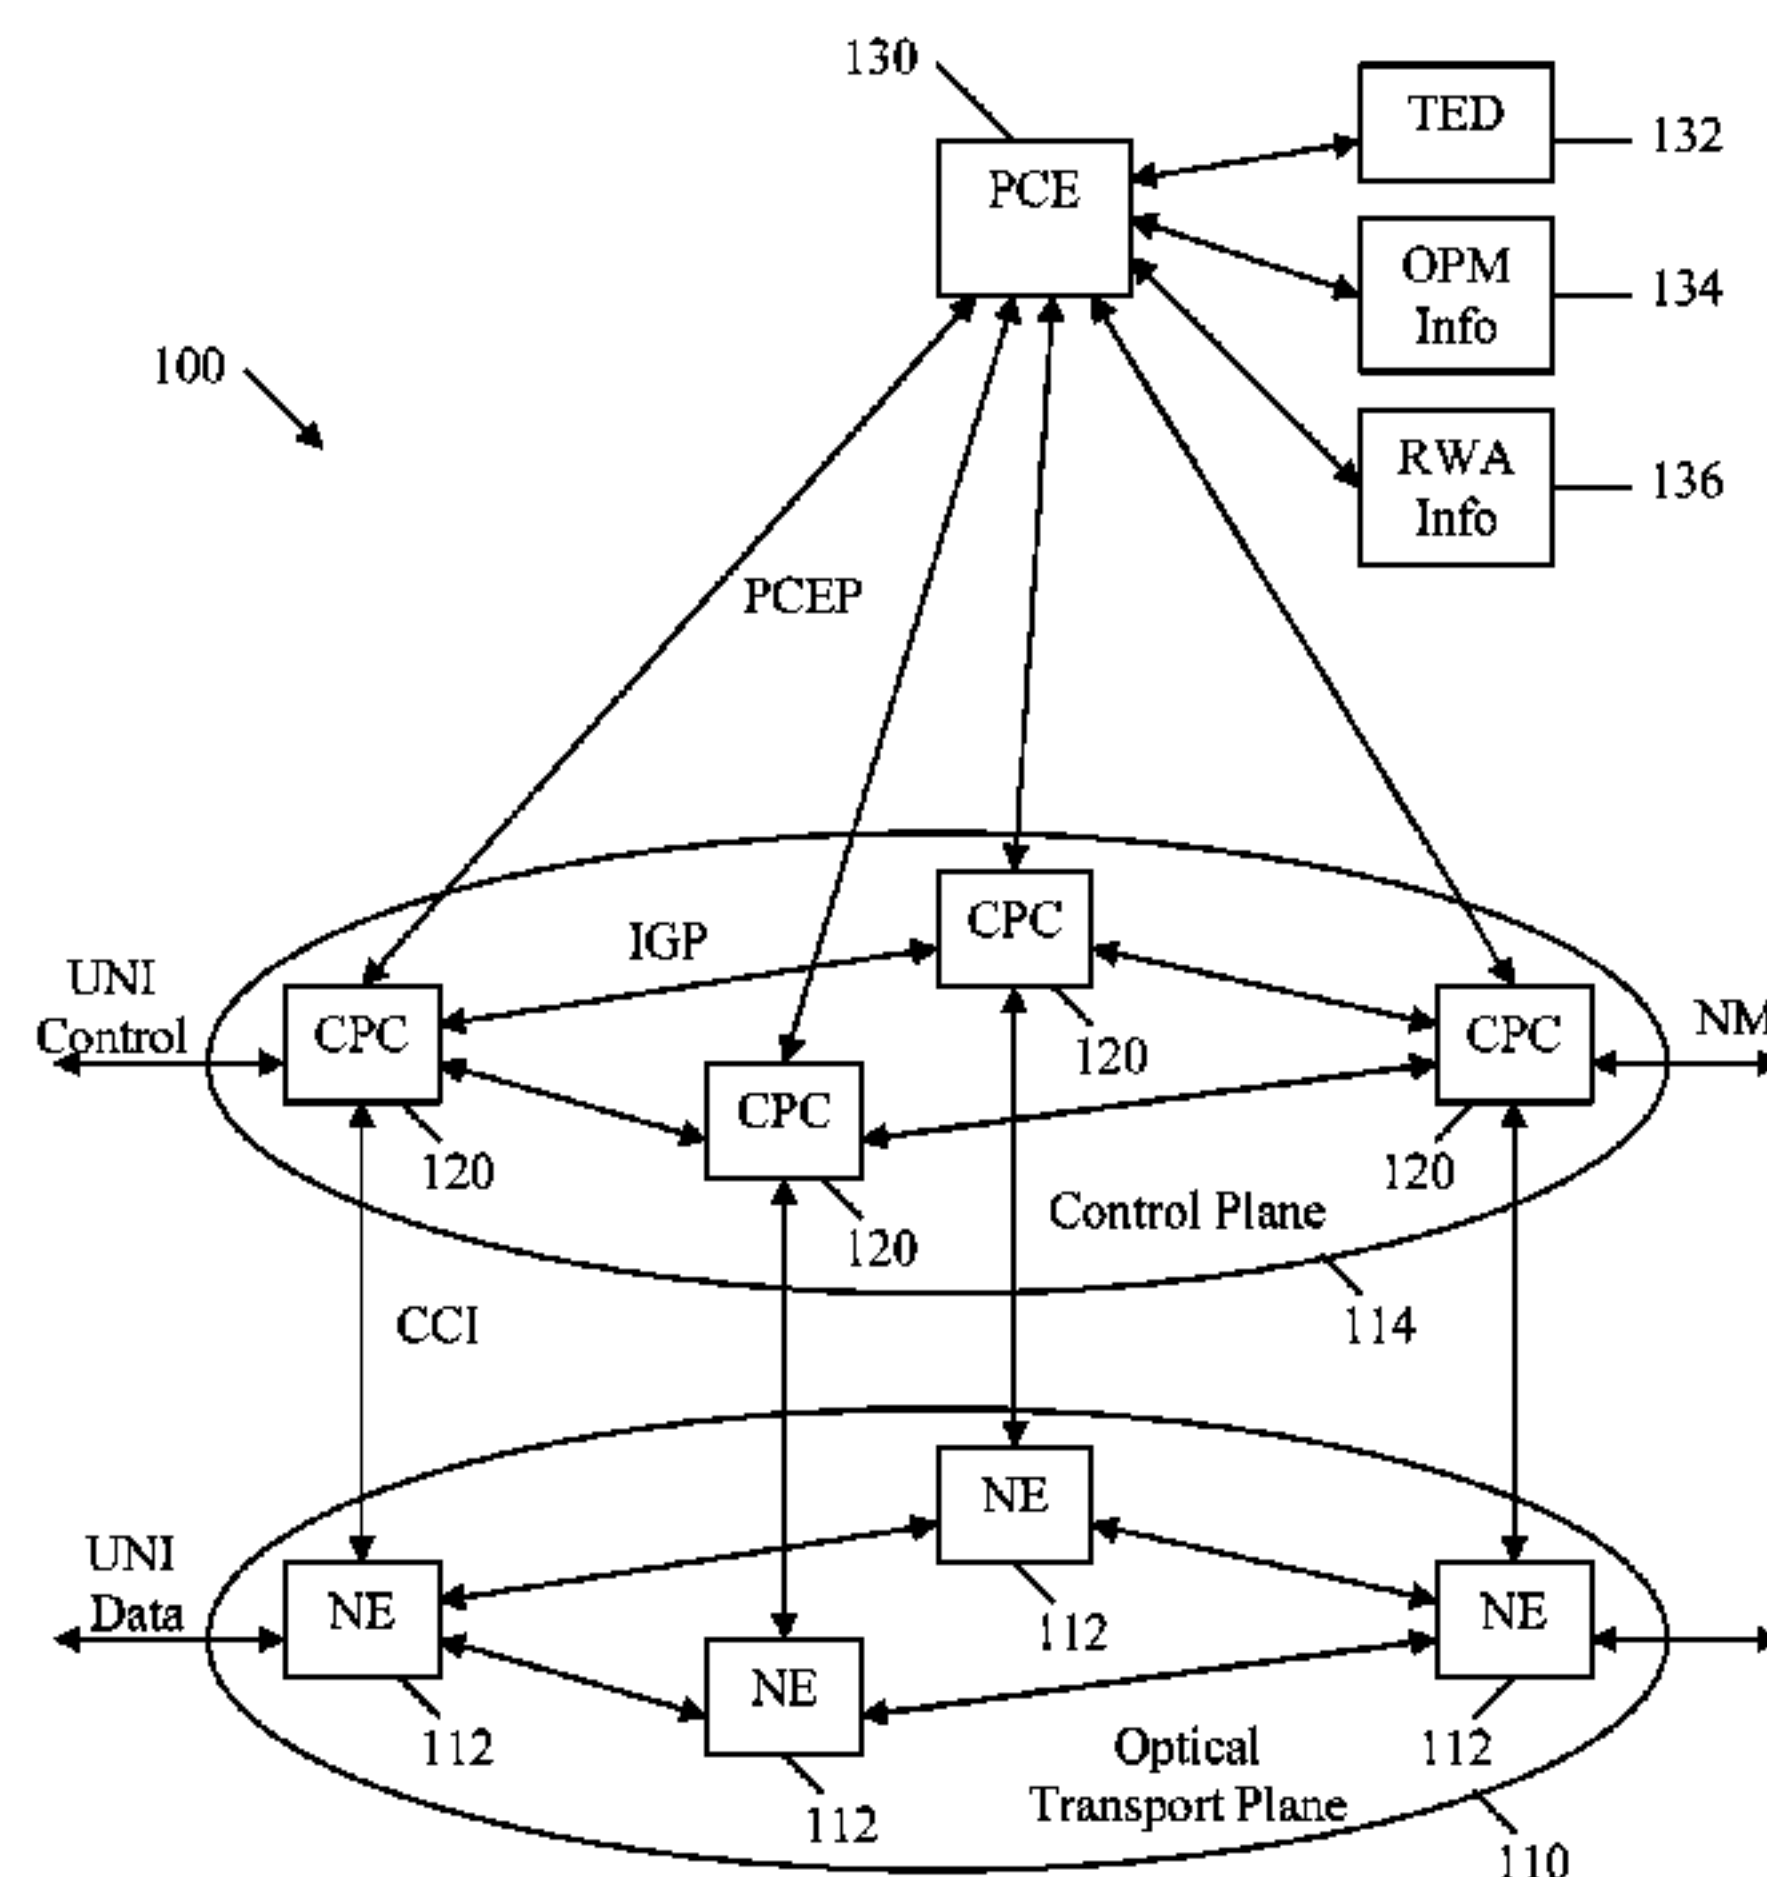 130
TED
132
PCE
OPM
Info
134
100
RWA
Info
136
PCEP
CPC
IGP
UNI
Control
CPC
CPC
NM
120
CPC
120
120
120
Control Plane
CCI
114
NE
UNI
Data
NE
NE
112
NE
112
Optical
Transport Plane
112
112
110